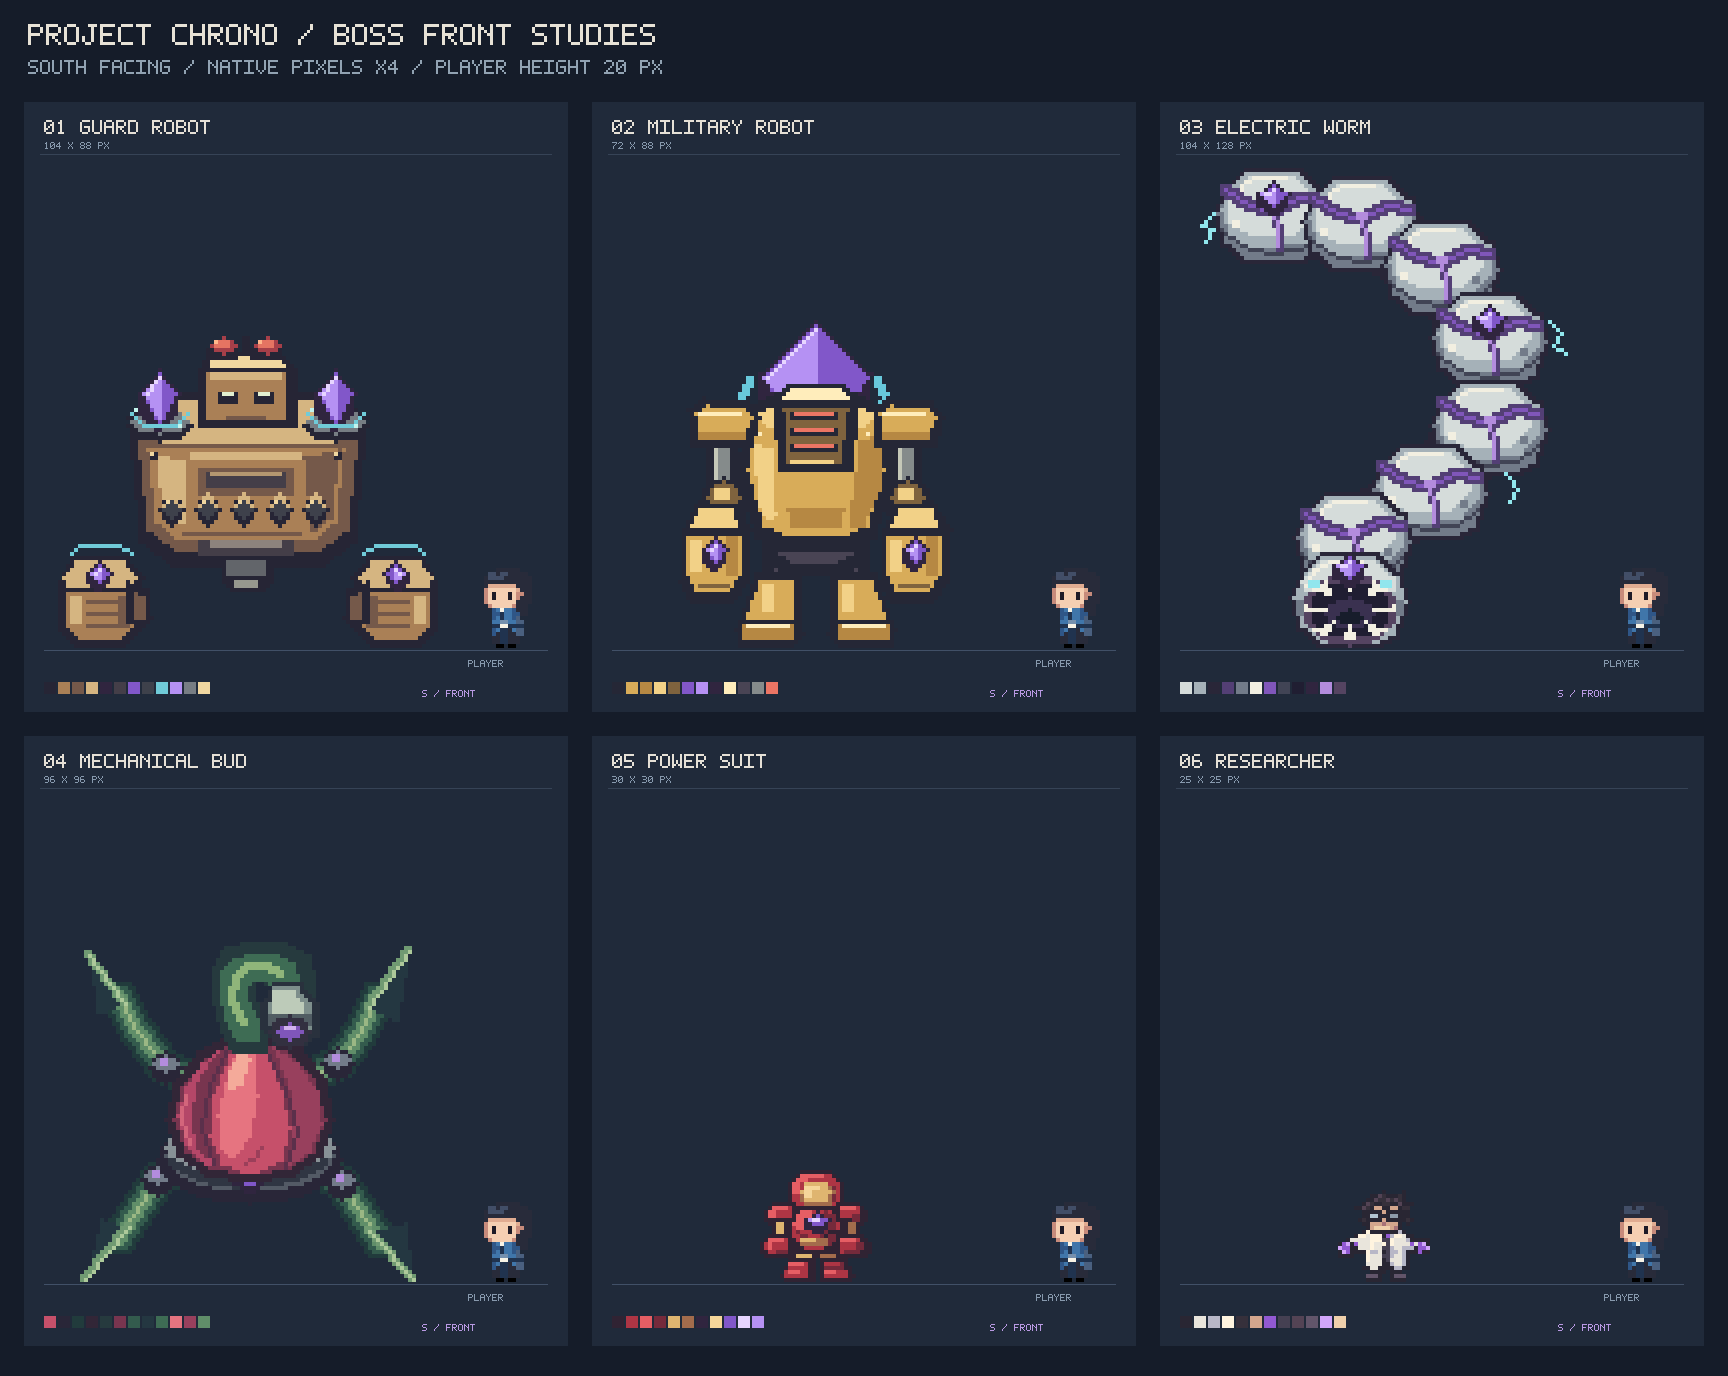 PROJECT CHRONO / BOSS FRONT STUDIES
SOUTH FACING / NATIVE PIXELS X4 / PLAYER HEIGHT 20 PX
01 GUARD ROBOT
104 X 88 PX
PLAYER
S / FRONT
02 MILITARY ROBOT
72 X 88 PX
PLAYER
S / FRONT
03 ELECTRIC WORM
104 X 128 PX
PLAYER
S / FRONT
04 MECHANICAL BUD
96 X 96 PX
PLAYER
S / FRONT
05 POWER SUIT
30 X 30 PX
PLAYER
S / FRONT
06 RESEARCHER
25 X 25 PX
PLAYER
S / FRONT